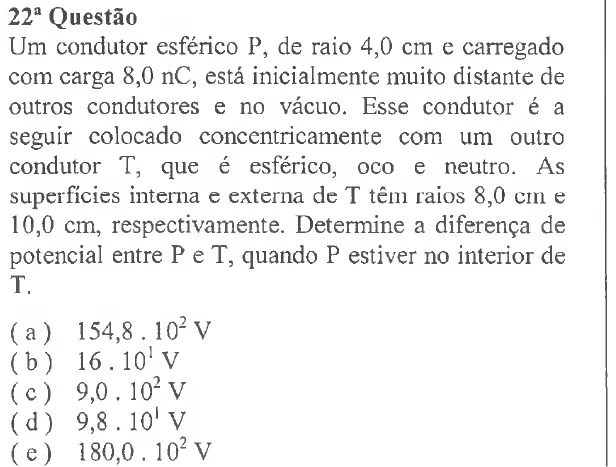 22ª Questão
Um condutor esférico P, de raio 4,0 cm e carregado
com carga 8,0 nC, está inicialmente muito distante de
outros condutores e no vácuo. Esse condutor é a
seguir colocado concentricamente com um outro
condutor T, que é esférico, oco e neutro. As
superfícies interna e externa de T têm raios 8,0 cm e
10,0 cm, respectivamente. Determine a diferença de
potencial entre P e T, quando P estiver no interior de
T.
( a ) 154,8 . 10² V
( b ) 16 . 10¹ V
( c ) 9,0 . 10² V
( d ) 9,8 . 10¹ V
( e ) 180,0 . 10² V